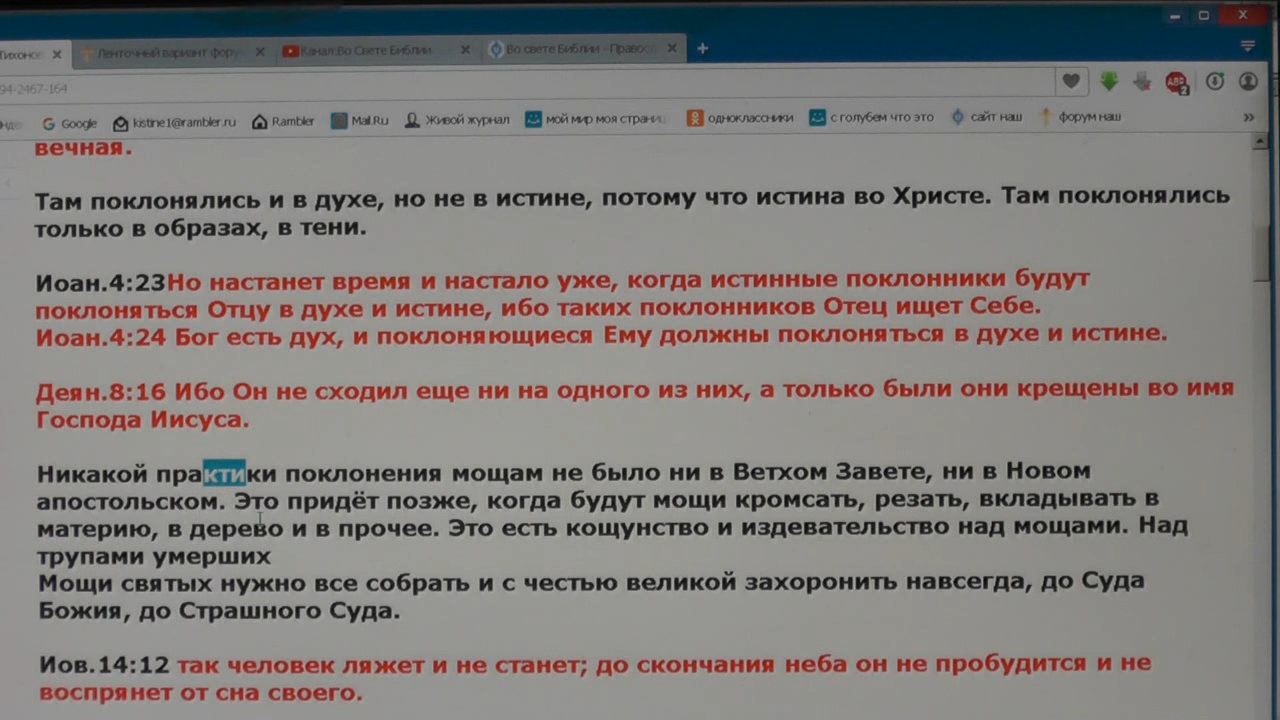 Тихонов
Ленточный вариант фору
Канал Во Свете Библии
Во свете Библии - Правосл
94-2467-164
ABP
2
Google
kistine1@rambler.ru
Rambler
Mail.Ru
Живой журнал
мой мир моя страниц
одноклассники
с голубем что это
сайт наш
форум наш
вечная.
Там поклонялись и в духе, но не в истине, потому что истина во Христе. Там поклонялись
только в образах, в тени.
Иоан.4:23Но настанет время и настало уже, когда истинные поклонники будут
поклоняться Отцу в духе и истине, ибо таких поклонников Отец ищет Себе.
Иоан.4:24 Бог есть дух, и поклоняющиеся Ему должны поклоняться в духе и истине.
Деян.8:16 Ибо Он не сходил еще ни на одного из них, а только были они крещены во имя
Господа Иисуса.
Никакой практики поклонения мощам не было ни в Ветхом Завете, ни в Новом
апостольском. Это придёт позже, когда будут мощи кромсать, резать, вкладывать в
материю, в дерево и в прочее. Это есть кощунство и издевательство над мощами. Над
трупами умерших
Мощи святых нужно все собрать и с честью великой захоронить навсегда, до Суда
Божия, до Страшного Суда.
Иов.14:12 так человек ляжет и не станет; до скончания неба он не пробудится и не
воспрянет от сна своего.